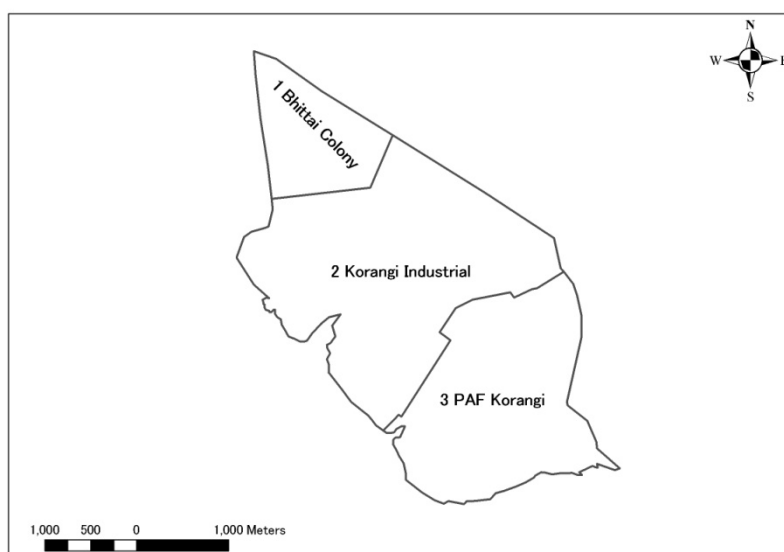 N
W
E
S
1 Bhittai Colony
2 Korangi Industrial
3 PAF Korangi
1,000 500 0 1,000 Meters